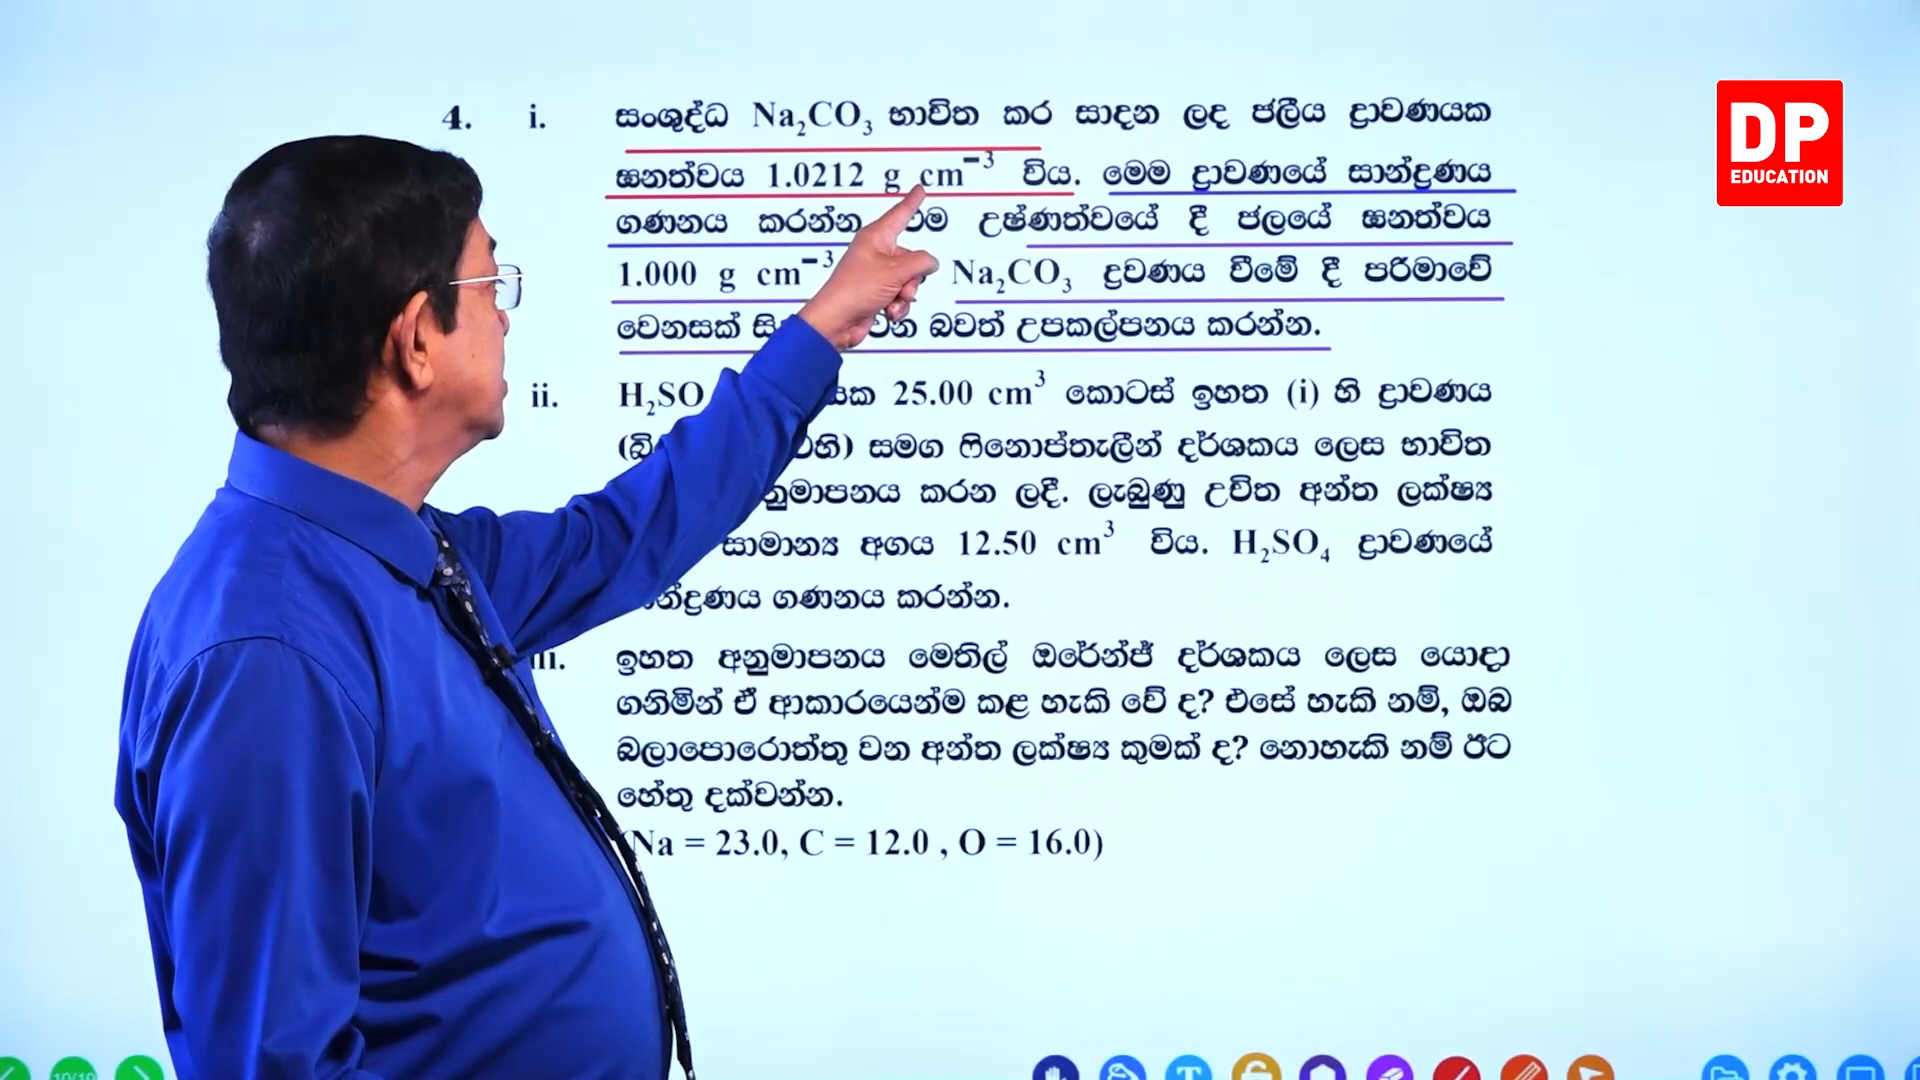 DP
EDUCATION
4. i. සංශුද්ධ Na₂CO₃ භාවිත කර සාදන ලද ජලීය ද්‍රාවණයක
ඝනත්වය 1.0212 g cm⁻³ විය. මෙම ද්‍රාවණයේ සාන්ද්‍රණය
ගණනය කරන්න. උෂ්ණත්වයේ දී ජලයේ ඝනත්වය
1.000 g cm⁻³ Na₂CO₃ ද්‍රවණය වීමේ දී පරිමාවේ
වෙනසක් බවත් උපකල්පනය කරන්න.
ii. H₂SO 25.00 cm³ කොටස් ඉහත (i) හි ද්‍රාවණය
සමග ෆිනොප්තැලීන් දර්ශකය ලෙස භාවිත
කරන ලදී. ලැබුණු උචිත අන්ත ලක්ෂ්‍ය
සාමාන්‍ය අගය 12.50 cm³ විය. H₂SO₄ ද්‍රාවණයේ
ගණනය කරන්න.
iii. ඉහත අනුමාපනය මෙතිල් ඔරේන්ජ් දර්ශකය ලෙස යොදා
ගනිමින් ඒ ආකාරයෙන්ම කළ හැකි වේ ද? එසේ හැකි නම්, ඔබ
බලාපොරොත්තු වන අන්ත ලක්ෂ්‍ය කුමක් ද? නොහැකි නම් ඊට
හේතු දක්වන්න.
(Na = 23.0, C = 12.0 , O = 16.0)